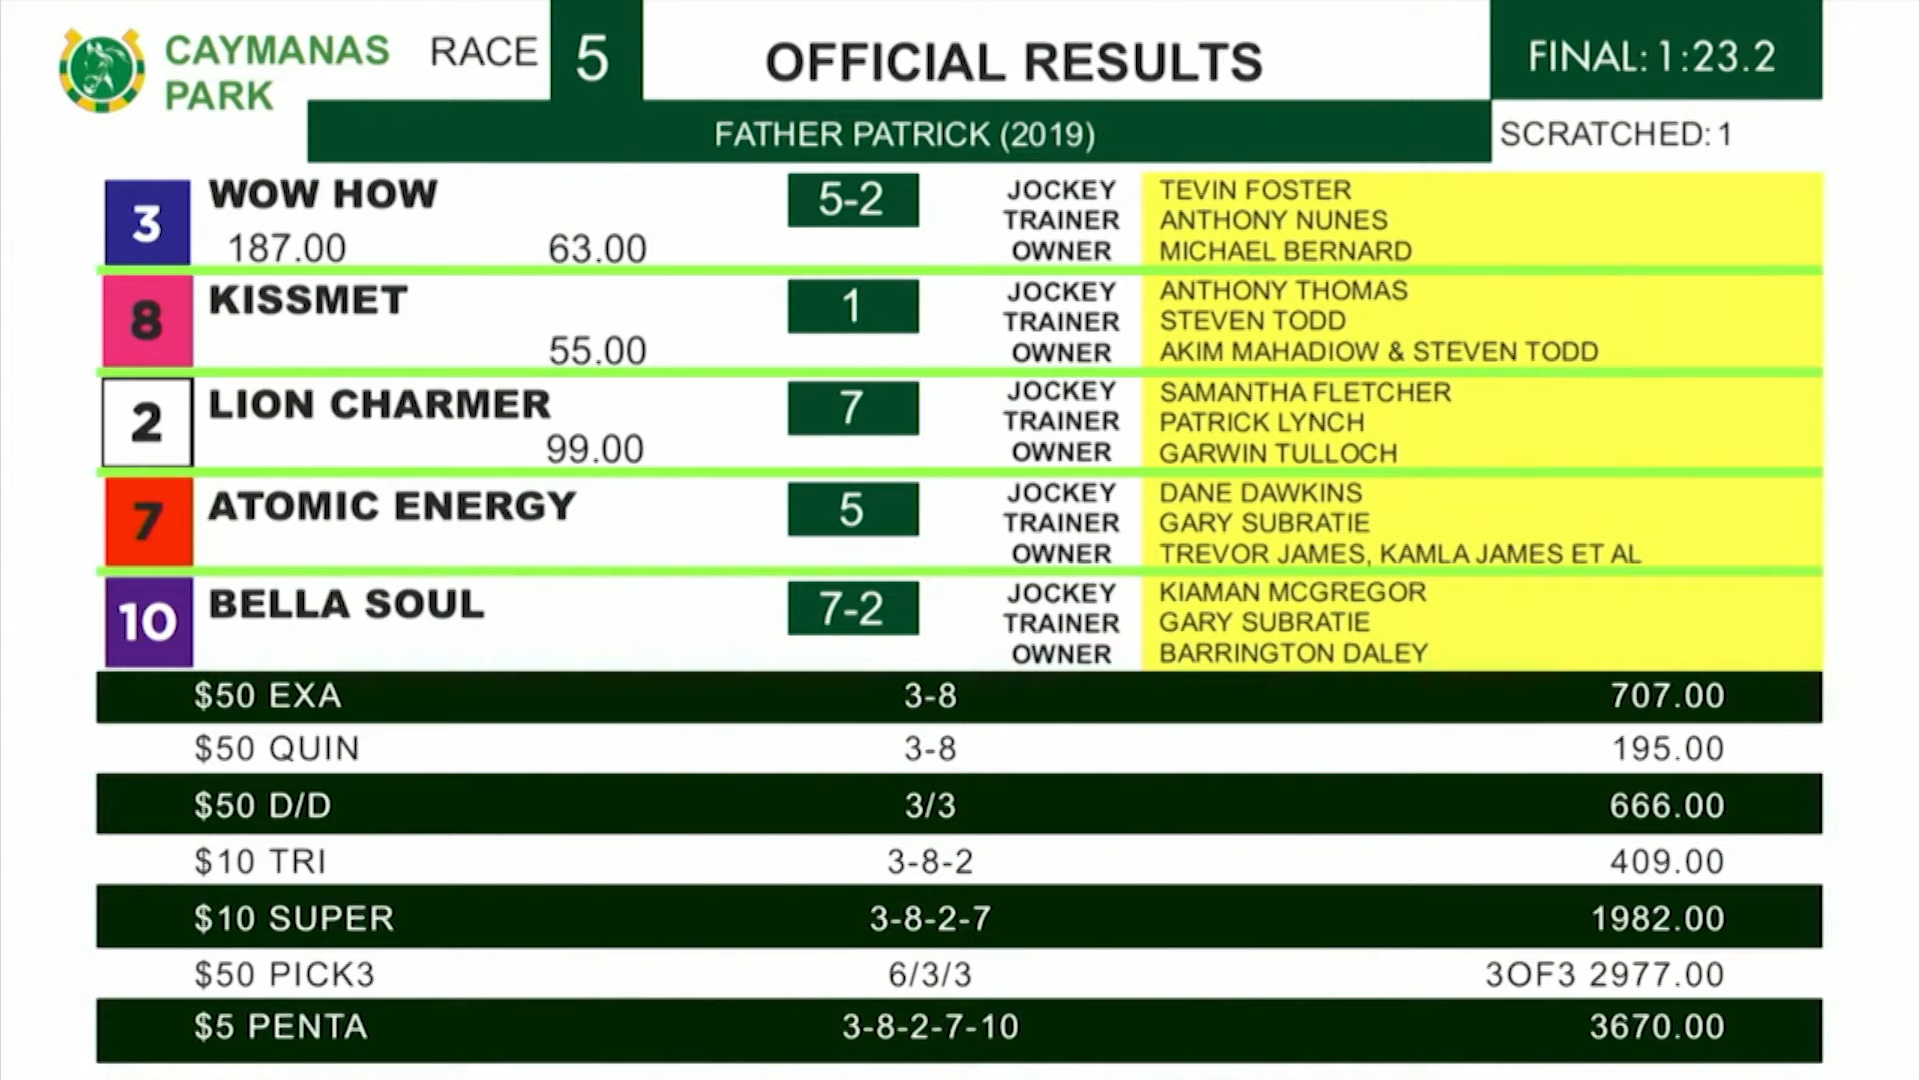 CAYMANAS PARK
RACE 5
OFFICIAL RESULTS
FINAL: 1:23.2
FATHER PATRICK (2019)
SCRATCHED: 1
3 WOW HOW 5-2
187.00 63.00
JOCKEY TEVIN FOSTER
TRAINER ANTHONY NUNES
OWNER MICHAEL BERNARD
8 KISSMET 1
55.00
JOCKEY ANTHONY THOMAS
TRAINER STEVEN TODD
OWNER AKIM MAHADIOW & STEVEN TODD
2 LION CHARMER 7
99.00
JOCKEY SAMANTHA FLETCHER
TRAINER PATRICK LYNCH
OWNER GARWIN TULLOCH
7 ATOMIC ENERGY 5
JOCKEY DANE DAWKINS
TRAINER GARY SUBRATIE
OWNER TREVOR JAMES, KAMLA JAMES ET AL
10 BELLA SOUL 7-2
JOCKEY KIAMAN MCGREGOR
TRAINER GARY SUBRATIE
OWNER BARRINGTON DALEY
$50 EXA 3-8 707.00
$50 QUIN 3-8 195.00
$50 D/D 3/3 666.00
$10 TRI 3-8-2 409.00
$10 SUPER 3-8-2-7 1982.00
$50 PICK3 6/3/3 3OF3 2977.00
$5 PENTA 3-8-2-7-10 3670.00